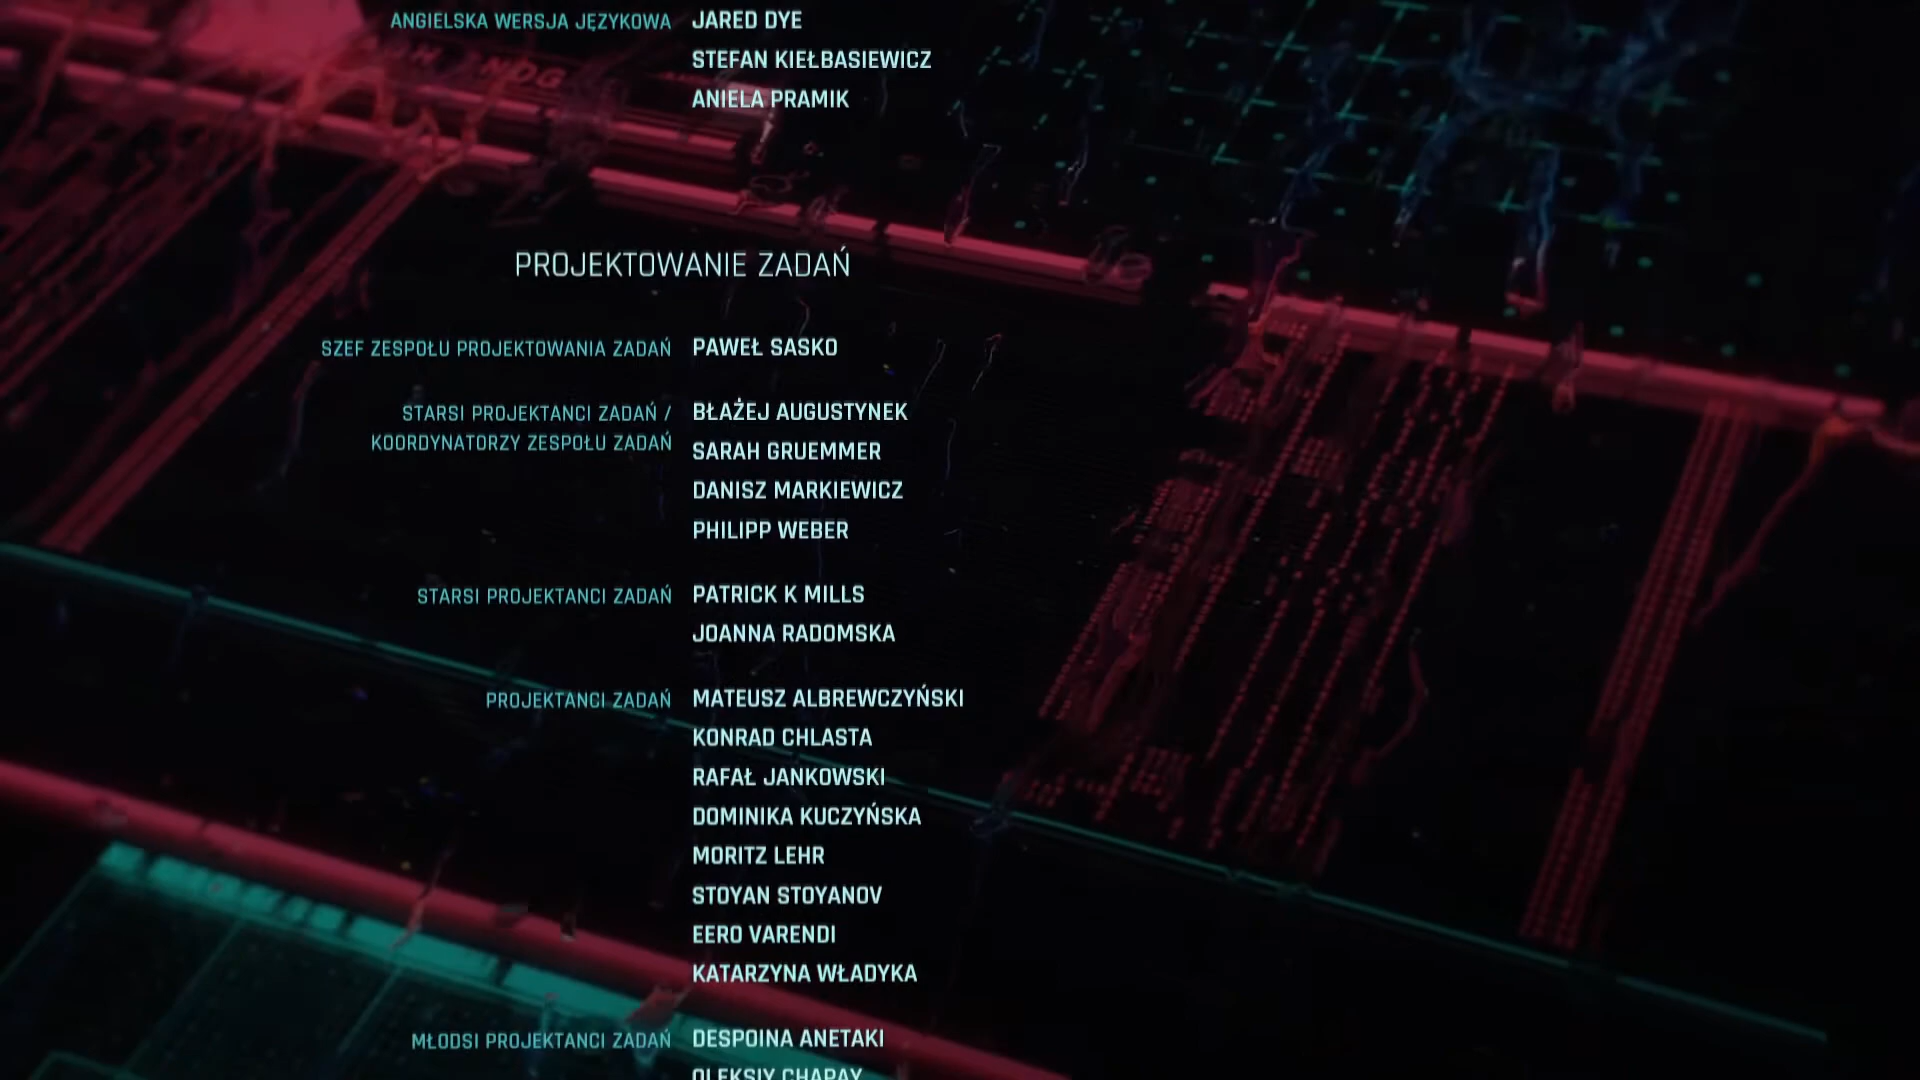 ANGIELSKA WERSJA JĘZYKOWA JARED DYE
STEFAN KIEŁBASIEWICZ
ANIELA PRAMIK
PROJEKTOWANIE ZADAŃ
SZEF ZESPOŁU PROJEKTOWANIA ZADAŃ PAWEŁ SASKO
STARSI PROJEKTANCI ZADAŃ / BŁAŻEJ AUGUSTYNEK
KOORDYNATORZY ZESPOŁU ZADAŃ SARAH GRUEMMER
DANISZ MARKIEWICZ
PHILIPP WEBER
STARSI PROJEKTANCI ZADAŃ PATRICK K MILLS
JOANNA RADOMSKA
PROJEKTANCI ZADAŃ MATEUSZ ALBREWCZYŃSKI
KONRAD CHLASTA
RAFAŁ JANKOWSKI
DOMINIKA KUCZYŃSKA
MORITZ LEHR
STOYAN STOYANOV
EERO VARENDI
KATARZYNA WŁADYKA
MŁODSI PROJEKTANCI ZADAŃ DESPOINA ANETAKI
OLEKSIY CHAPAY